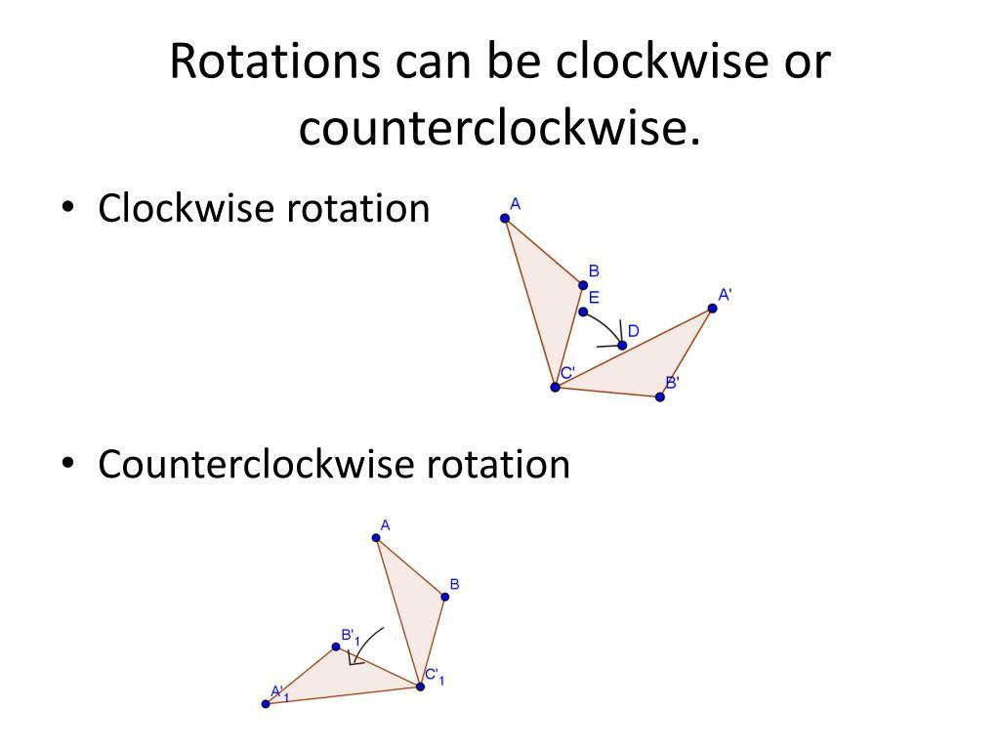 Rotations can be clockwise or
counterclockwise.
• Clockwise rotation
A
B
E
A'
D
C'
B'
• Counterclockwise rotation
A
B
B'₁
C'₁
A'₁